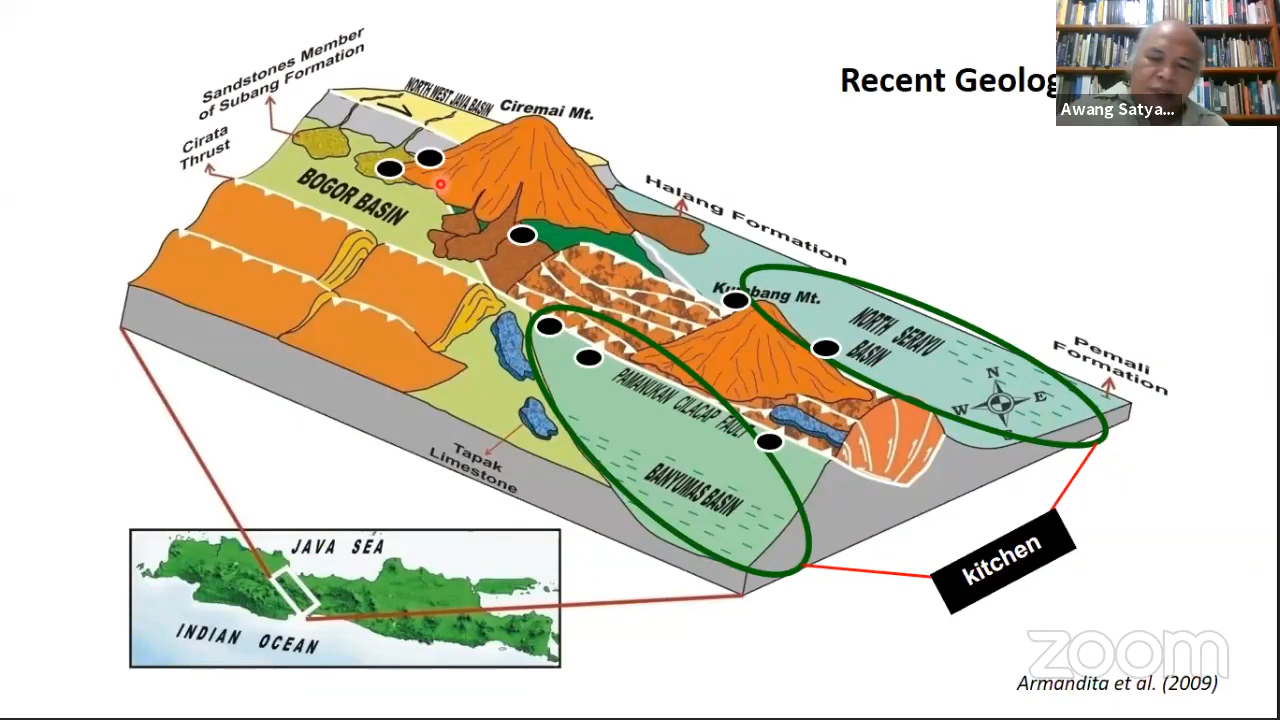 Recent Geolog
Awang Satya...
Sandstones Member
of Subang Formation
NORTH WEST JAVA BASIN
Ciremai Mt.
Cirata
Thrust
BOGOR BASIN
Halang Formation
Mt.
NORTH SERAYU
BASIN
Pemali
Formation
N
W
E
S
PAMANUKAN CILACAP FAULT
Tapak
Limestone
BANYUMAS BASIN
kitchen
JAVA SEA
INDIAN OCEAN
zoom
Armandita et al. (2009)